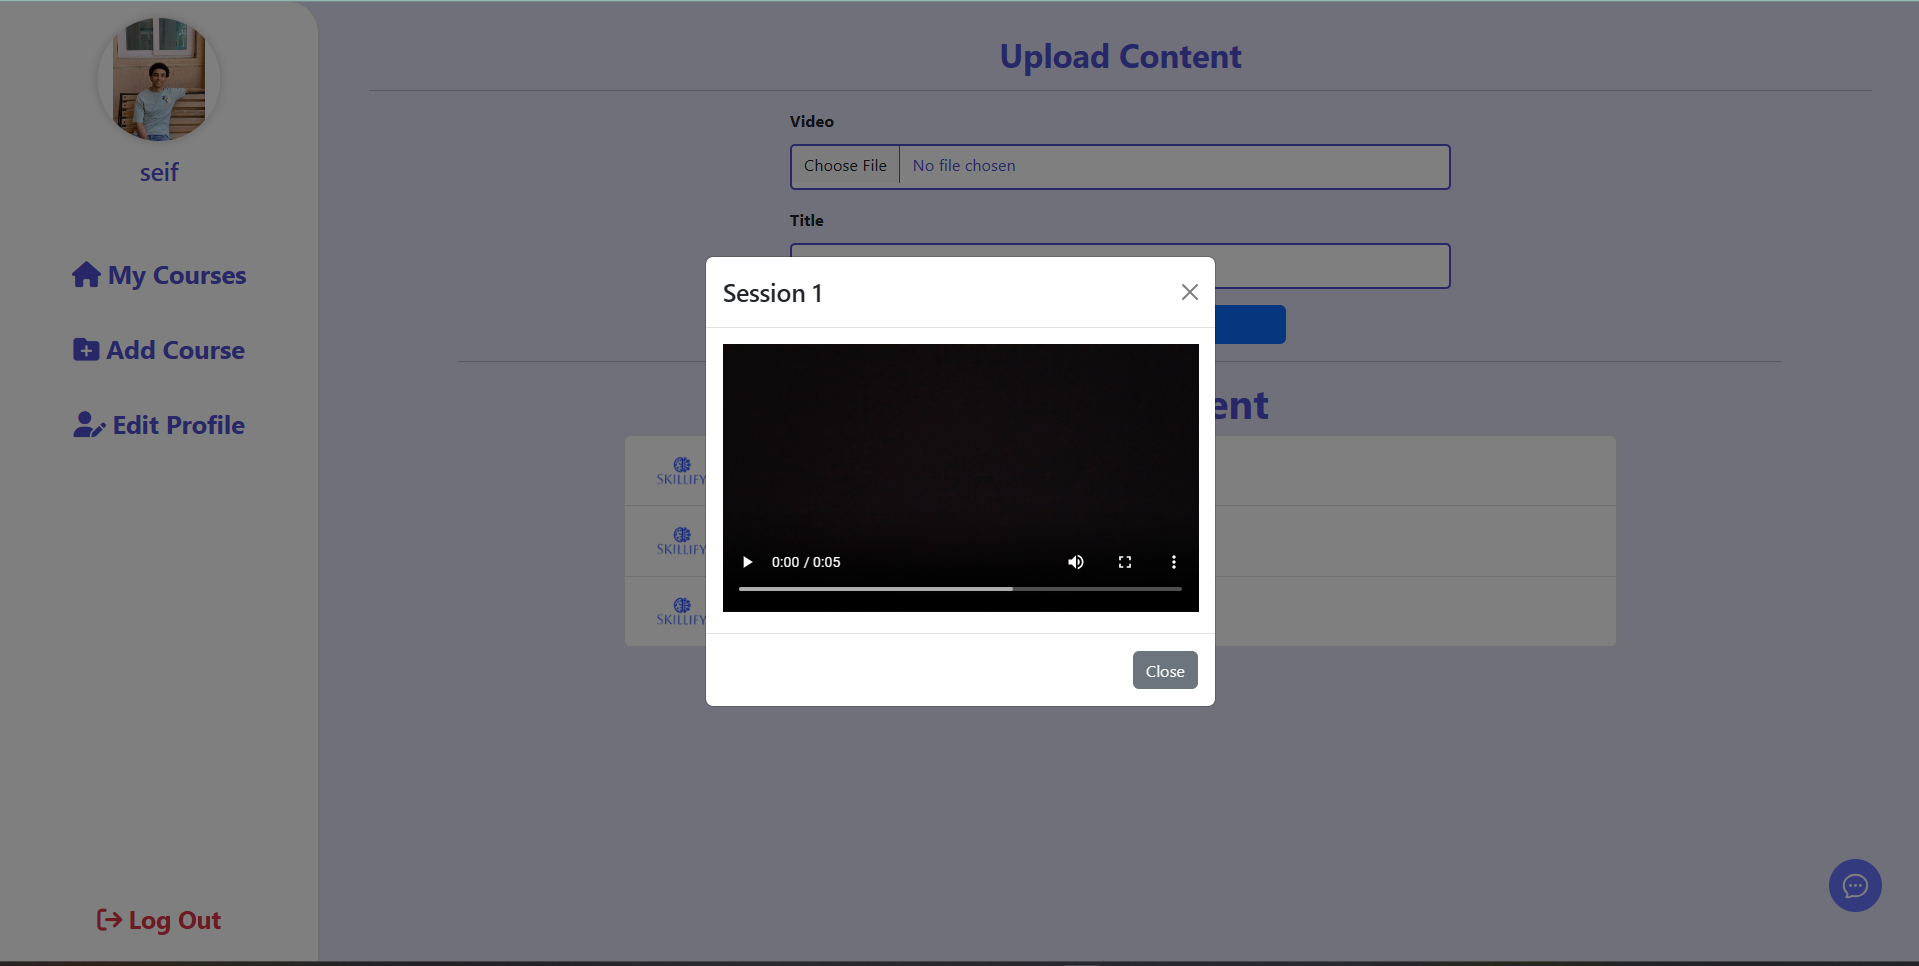 seif
My Courses
Add Course
Edit Profile
Log Out
Upload Content
Video
Choose File
No file chosen
Title
Session 1
0:00 / 0:05
Close
ent
SKILLIFY
SKILLIFY
SKILLIFY